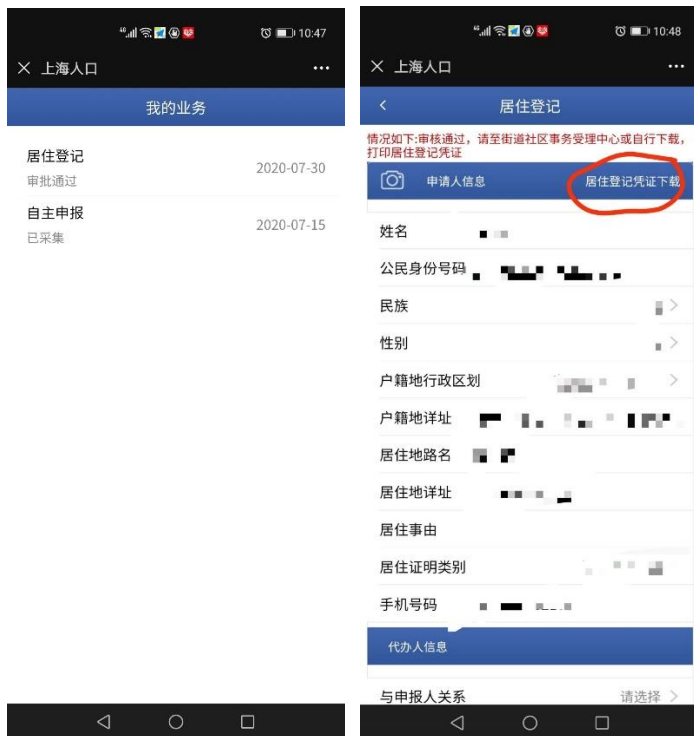 10:47
× 上海人口
我的业务
居住登记
2020-07-30
审批通过
自主申报
2020-07-15
已采集
10:48
× 上海人口
居住登记
情况如下:审核通过，请至街道社区事务受理中心或自行下载，
打印居住登记凭证
申请人信息 居住登记凭证下载
姓名
公民身份号码
民族
性别
户籍地行政区划
户籍地详址
居住地路名
居住地详址
居住事由
居住证明类别
手机号码
代办人信息
与申报人关系 请选择